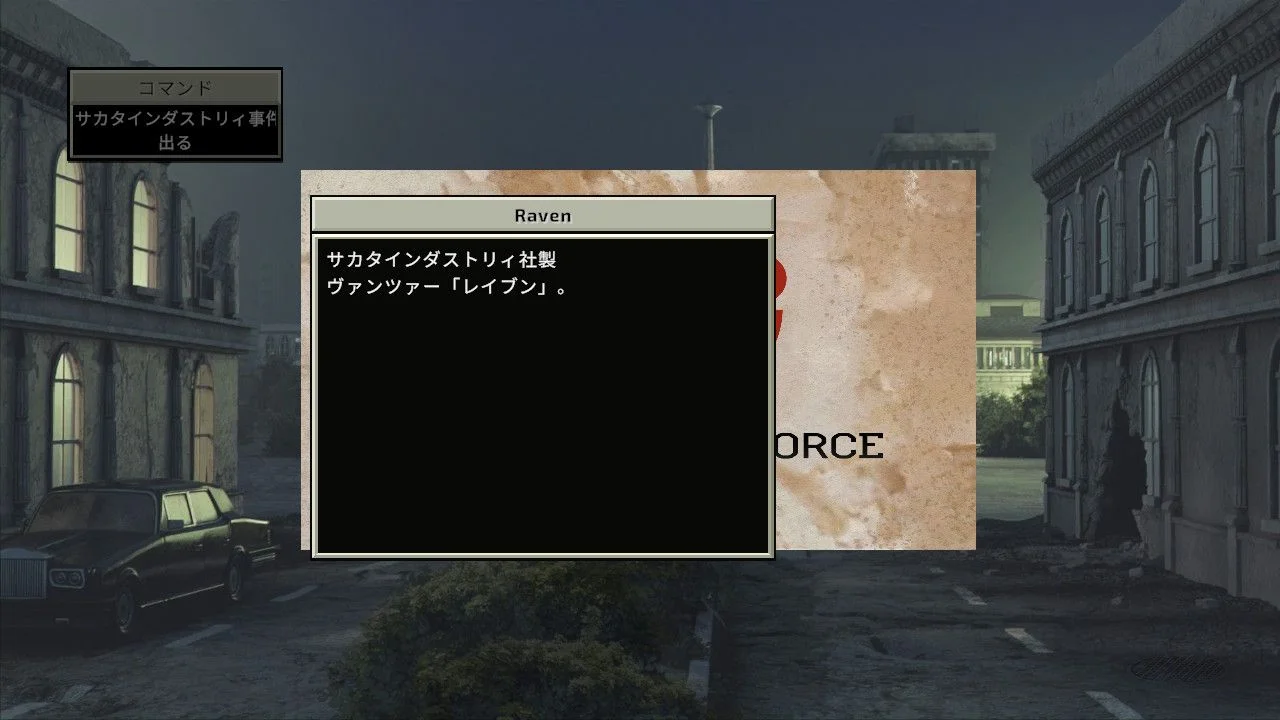 コマンド
サカタインダストリィ事件
出る
Raven
サカタインダストリィ社製
ヴァンツァー「レイブン」。
ORCE